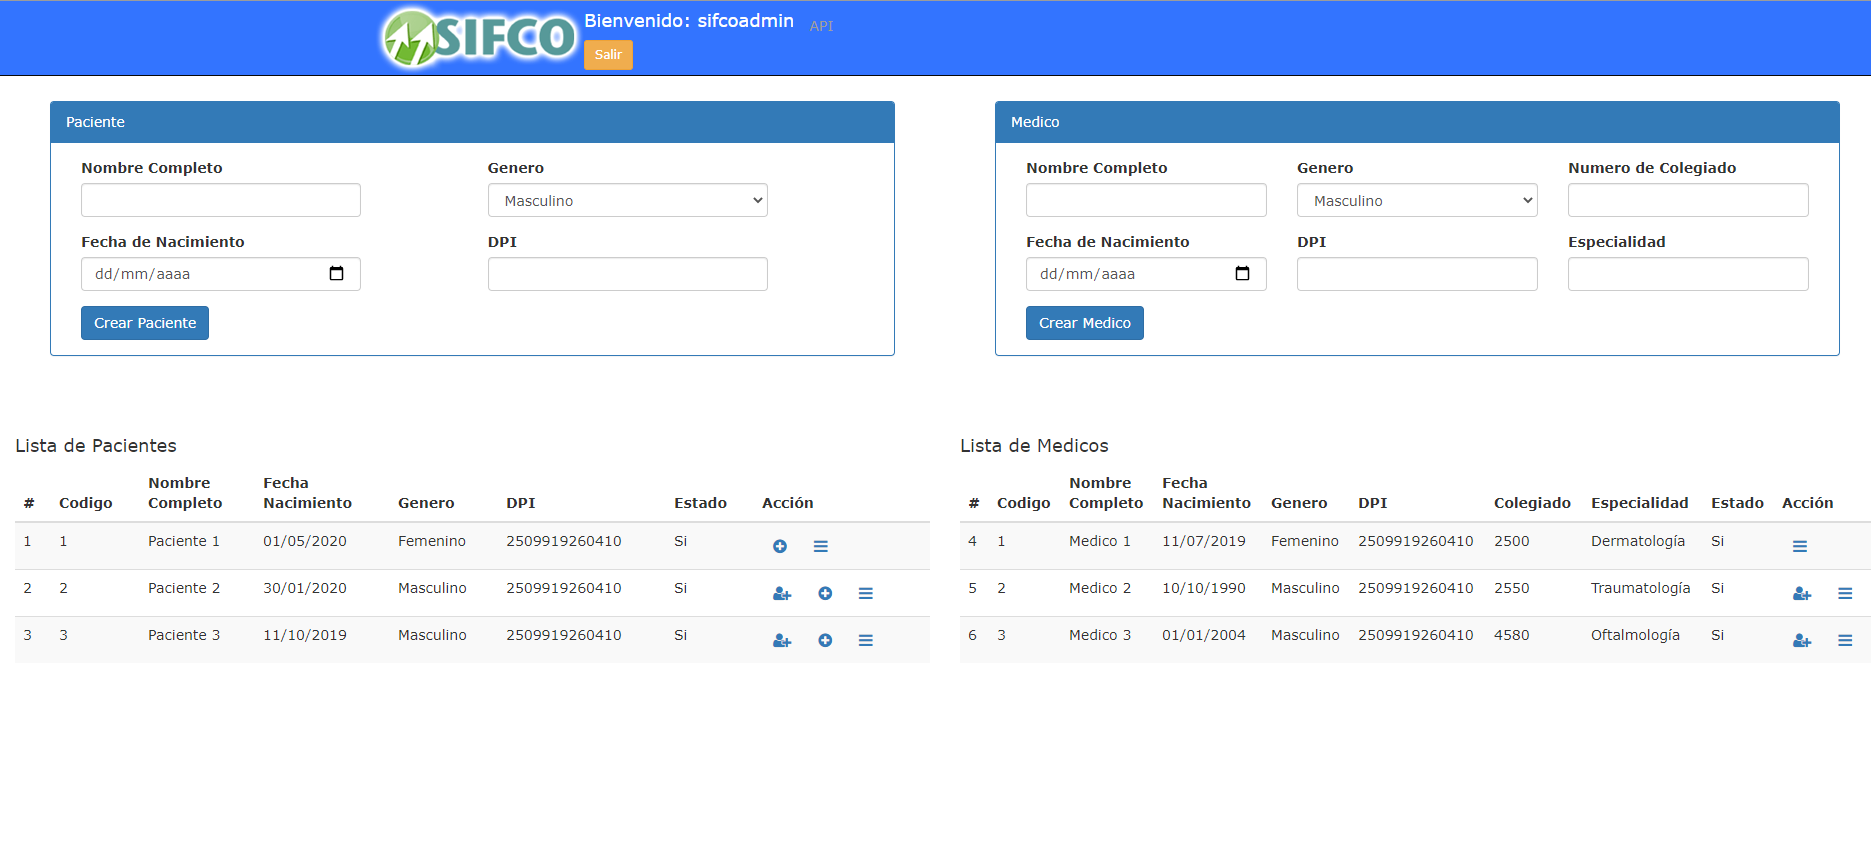 SIFCO
Bienvenido: sifcoadmin
API
Salir
Paciente
Nombre Completo
Genero
Masculino
Fecha de Nacimiento
DPI
dd/mm/aaaa
Crear Paciente
Medico
Nombre Completo
Genero
Numero de Colegiado
Masculino
Fecha de Nacimiento
DPI
Especialidad
dd/mm/aaaa
Crear Medico
Lista de Pacientes
# Codigo Nombre Completo Fecha Nacimiento Genero DPI Estado Acción
1 1 Paciente 1 01/05/2020 Femenino 2509919260410 Si
2 2 Paciente 2 30/01/2020 Masculino 2509919260410 Si
3 3 Paciente 3 11/10/2019 Masculino 2509919260410 Si
Lista de Medicos
# Codigo Nombre Completo Fecha Nacimiento Genero DPI Colegiado Especialidad Estado Acción
4 1 Medico 1 11/07/2019 Femenino 2509919260410 2500 Dermatología Si
5 2 Medico 2 10/10/1990 Masculino 2509919260410 2550 Traumatología Si
6 3 Medico 3 01/01/2004 Masculino 2509919260410 4580 Oftalmología Si